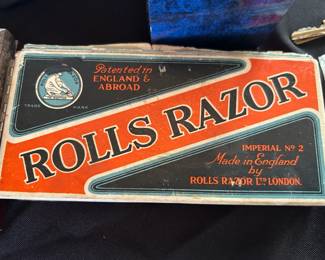 Patented in
ENGLAND &
ABROAD
TRADE MARK
ROLLS RAZOR
IMPERIAL Nº 2
Made in England
by
ROLLS RAZOR LTD LONDON.